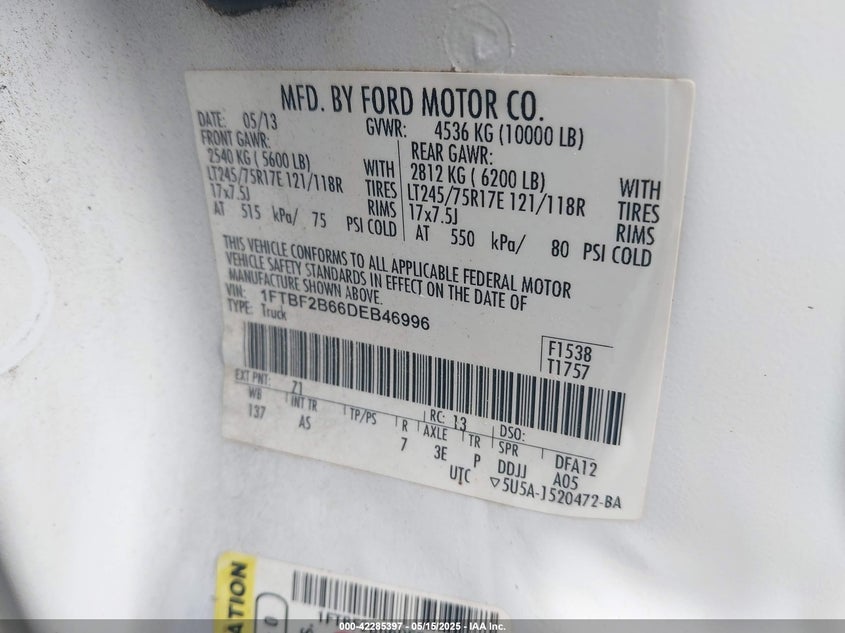 MFD. BY FORD MOTOR CO.
DATE: 05/13 GVWR: 4536 KG (10000 LB)
FRONT GAWR: REAR GAWR:
2540 KG ( 5600 LB) WITH 2812 KG ( 6200 LB) WITH
LT245/75R17E 121/118R TIRES LT245/75R17E 121/118R TIRES
17x7.5J RIMS 17x7.5J RIMS
AT 515 kPa/ 75 PSI COLD AT 550 kPa/ 80 PSI COLD
THIS VEHICLE CONFORMS TO ALL APPLICABLE FEDERAL MOTOR
VEHICLE SAFETY STANDARDS IN EFFECT ON THE DATE OF
MANUFACTURE SHOWN ABOVE.
VIN: 1FTBF2B66DEB46996
TYPE: Truck
F1538
T1757
EXT PNT: Z1 RC: 13 DSO:
WB INT TR TP/PS R AXLE TR SPR DFA12
137 AS 7 3E P DDJJ A05
UTC ▽5U5A-1520472-BA
000-42285397 - 05/15/2025 - IAA Inc.